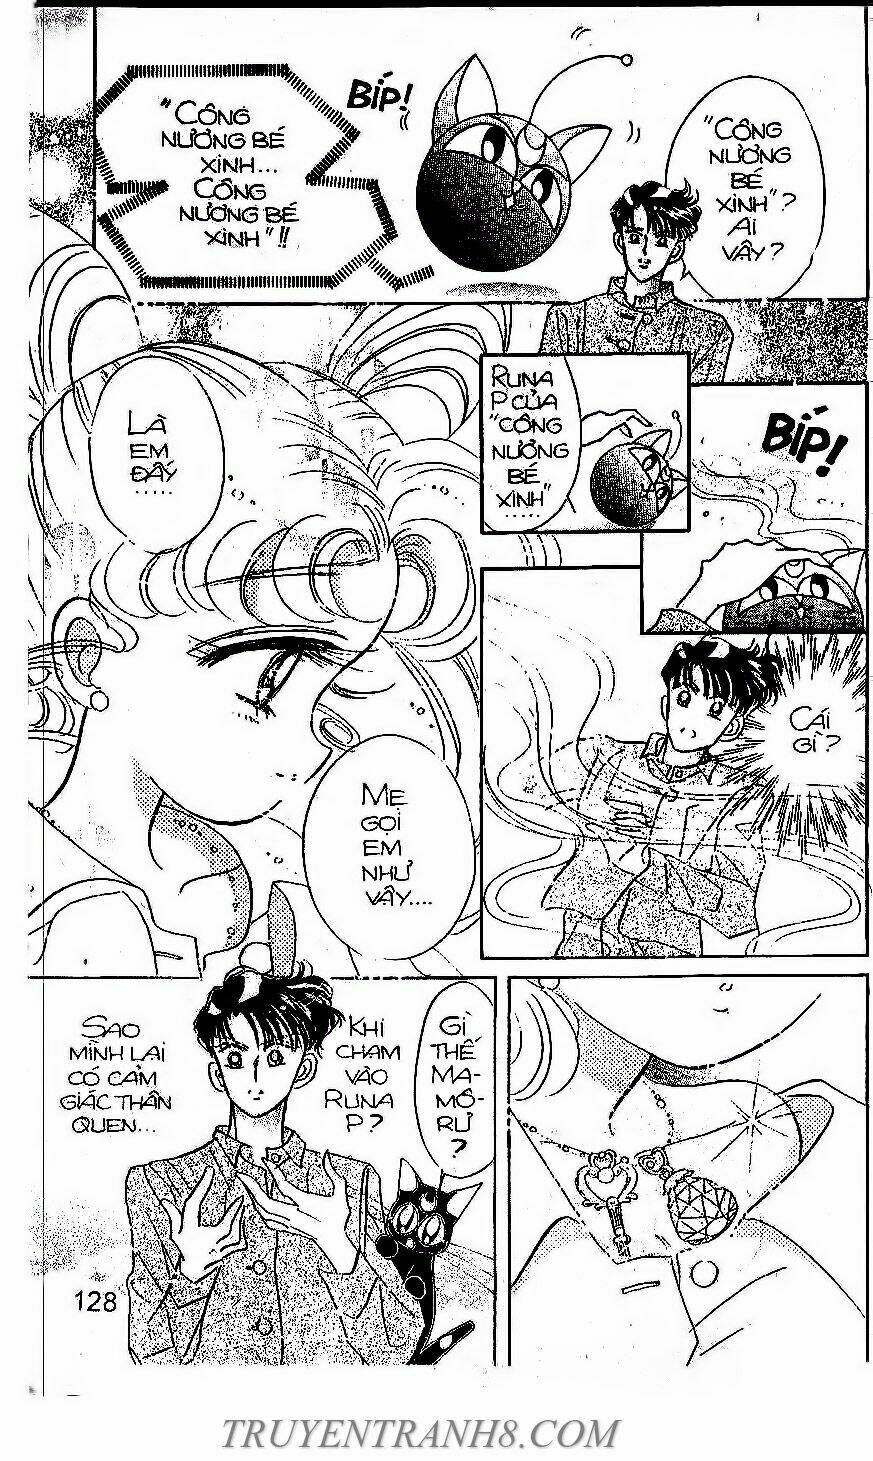 "CÔNG
NƯƠNG BÉ
XINH...
CÔNG
NƯƠNG BÉ
XINH"!!
BÍP!
"CÔNG
NƯƠNG
BÉ
XINH"?
AI
VẬY?
LÀ
EM
ĐẤY
.....
RUNA
P CỦA
"CÔNG
NƯƠNG
BÉ
XINH"
.....
BÍP!
MẸ
GỌI
EM
NHƯ
VẬY....
CÁI
GÌ?
SAO
MÌNH LẠI
CÓ CẢM
GIÁC THÂN
QUEN...
KHI
CHẠM
VÀO
RUNA
P?
GÌ
THẾ
MA-
MÔ-
RƯ
?
128
TRUYENTRANH8.COM